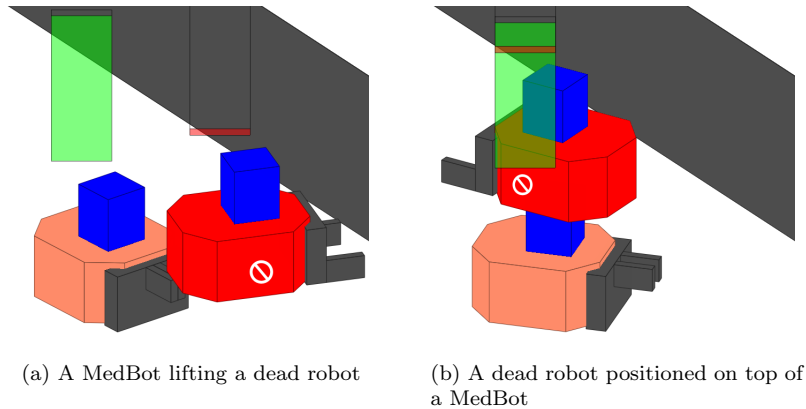 (a) A MedBot lifting a dead robot
(b) A dead robot positioned on top of
a MedBot